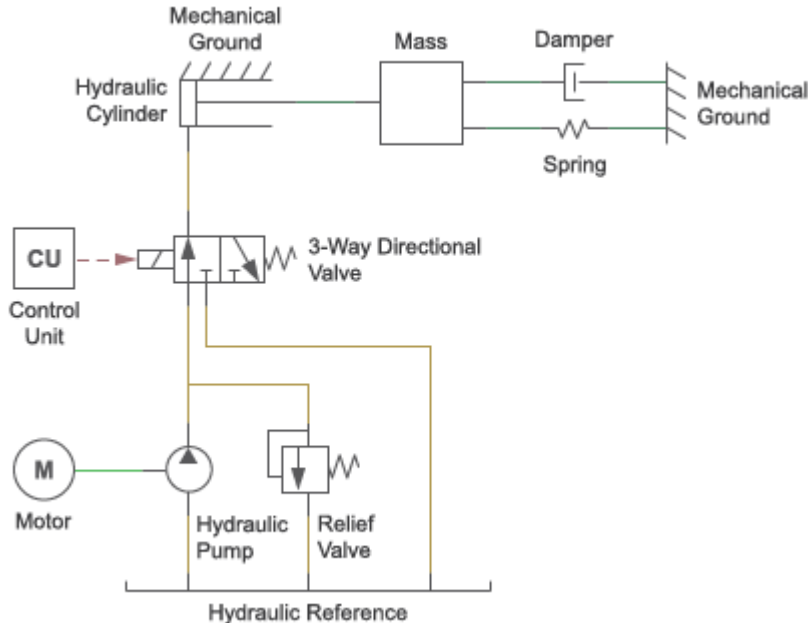 Mechanical
Ground
Mass
Damper
Hydraulic
Cylinder
Mechanical
Ground
Spring
CU
3-Way Directional
Valve
Control
Unit
M
Motor
Hydraulic
Pump
Relief
Valve
Hydraulic Reference